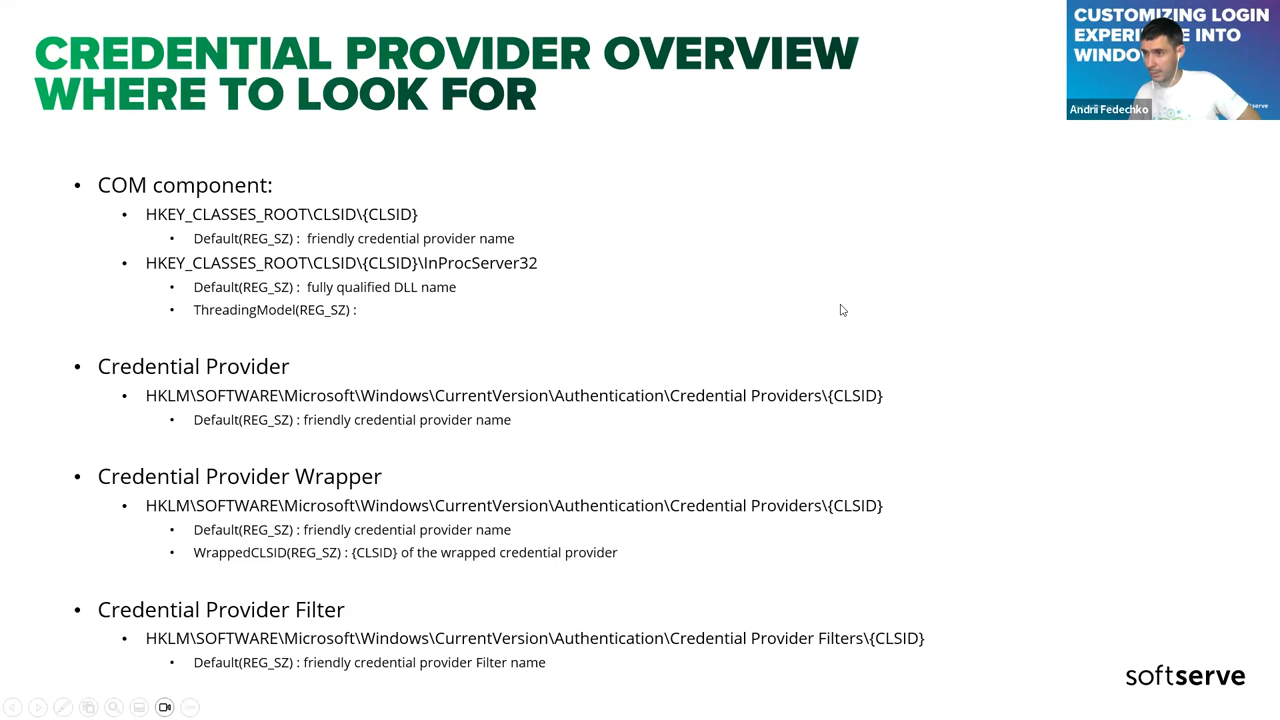 CREDENTIAL PROVIDER OVERVIEW
WHERE TO LOOK FOR
CUSTOMIZING LOGIN
INTO
Andrii Fedechko
• COM component:
• HKEY_CLASSES_ROOT\CLSID\{CLSID}
• Default(REG_SZ) : friendly credential provider name
• HKEY_CLASSES_ROOT\CLSID\{CLSID}\InProcServer32
• Default(REG_SZ) : fully qualified DLL name
• ThreadingModel(REG_SZ) :
• Credential Provider
• HKLM\SOFTWARE\Microsoft\Windows\CurrentVersion\Authentication\Credential Providers\{CLSID}
• Default(REG_SZ) : friendly credential provider name
• Credential Provider Wrapper
• HKLM\SOFTWARE\Microsoft\Windows\CurrentVersion\Authentication\Credential Providers\{CLSID}
• Default(REG_SZ) : friendly credential provider name
• WrappedCLSID(REG_SZ) : {CLSID} of the wrapped credential provider
• Credential Provider Filter
• HKLM\SOFTWARE\Microsoft\Windows\CurrentVersion\Authentication\Credential Provider Filters\{CLSID}
• Default(REG_SZ) : friendly credential provider Filter name
softserve